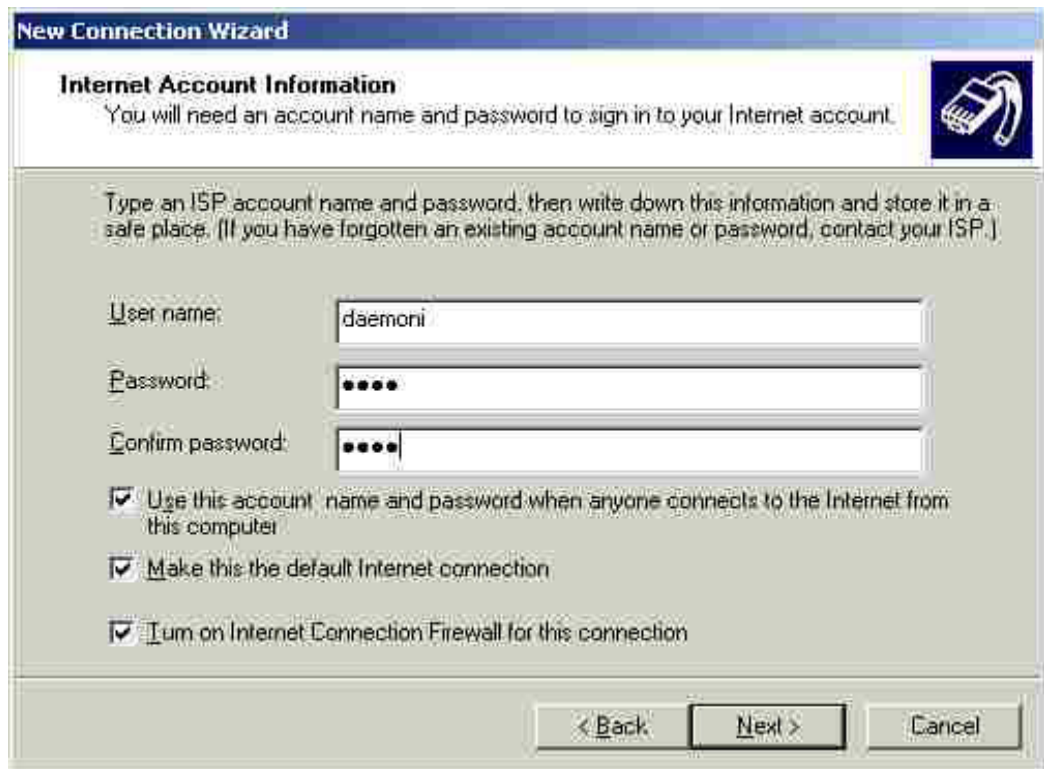 New Connection Wizard
Internet Account Information
You will need an account name and password to sign in to your Internet account.
Type an ISP account name and password, then write down this information and store it in a
safe place. (If you have forgotten an existing account name or password, contact your ISP.)
User name:
daemoni
Password:
••••
Confirm password:
••••
Use this account name and password when anyone connects to the Internet from
this computer
Make this the default Internet connection
Turn on Internet Connection Firewall for this connection
< Back
Next >
Cancel